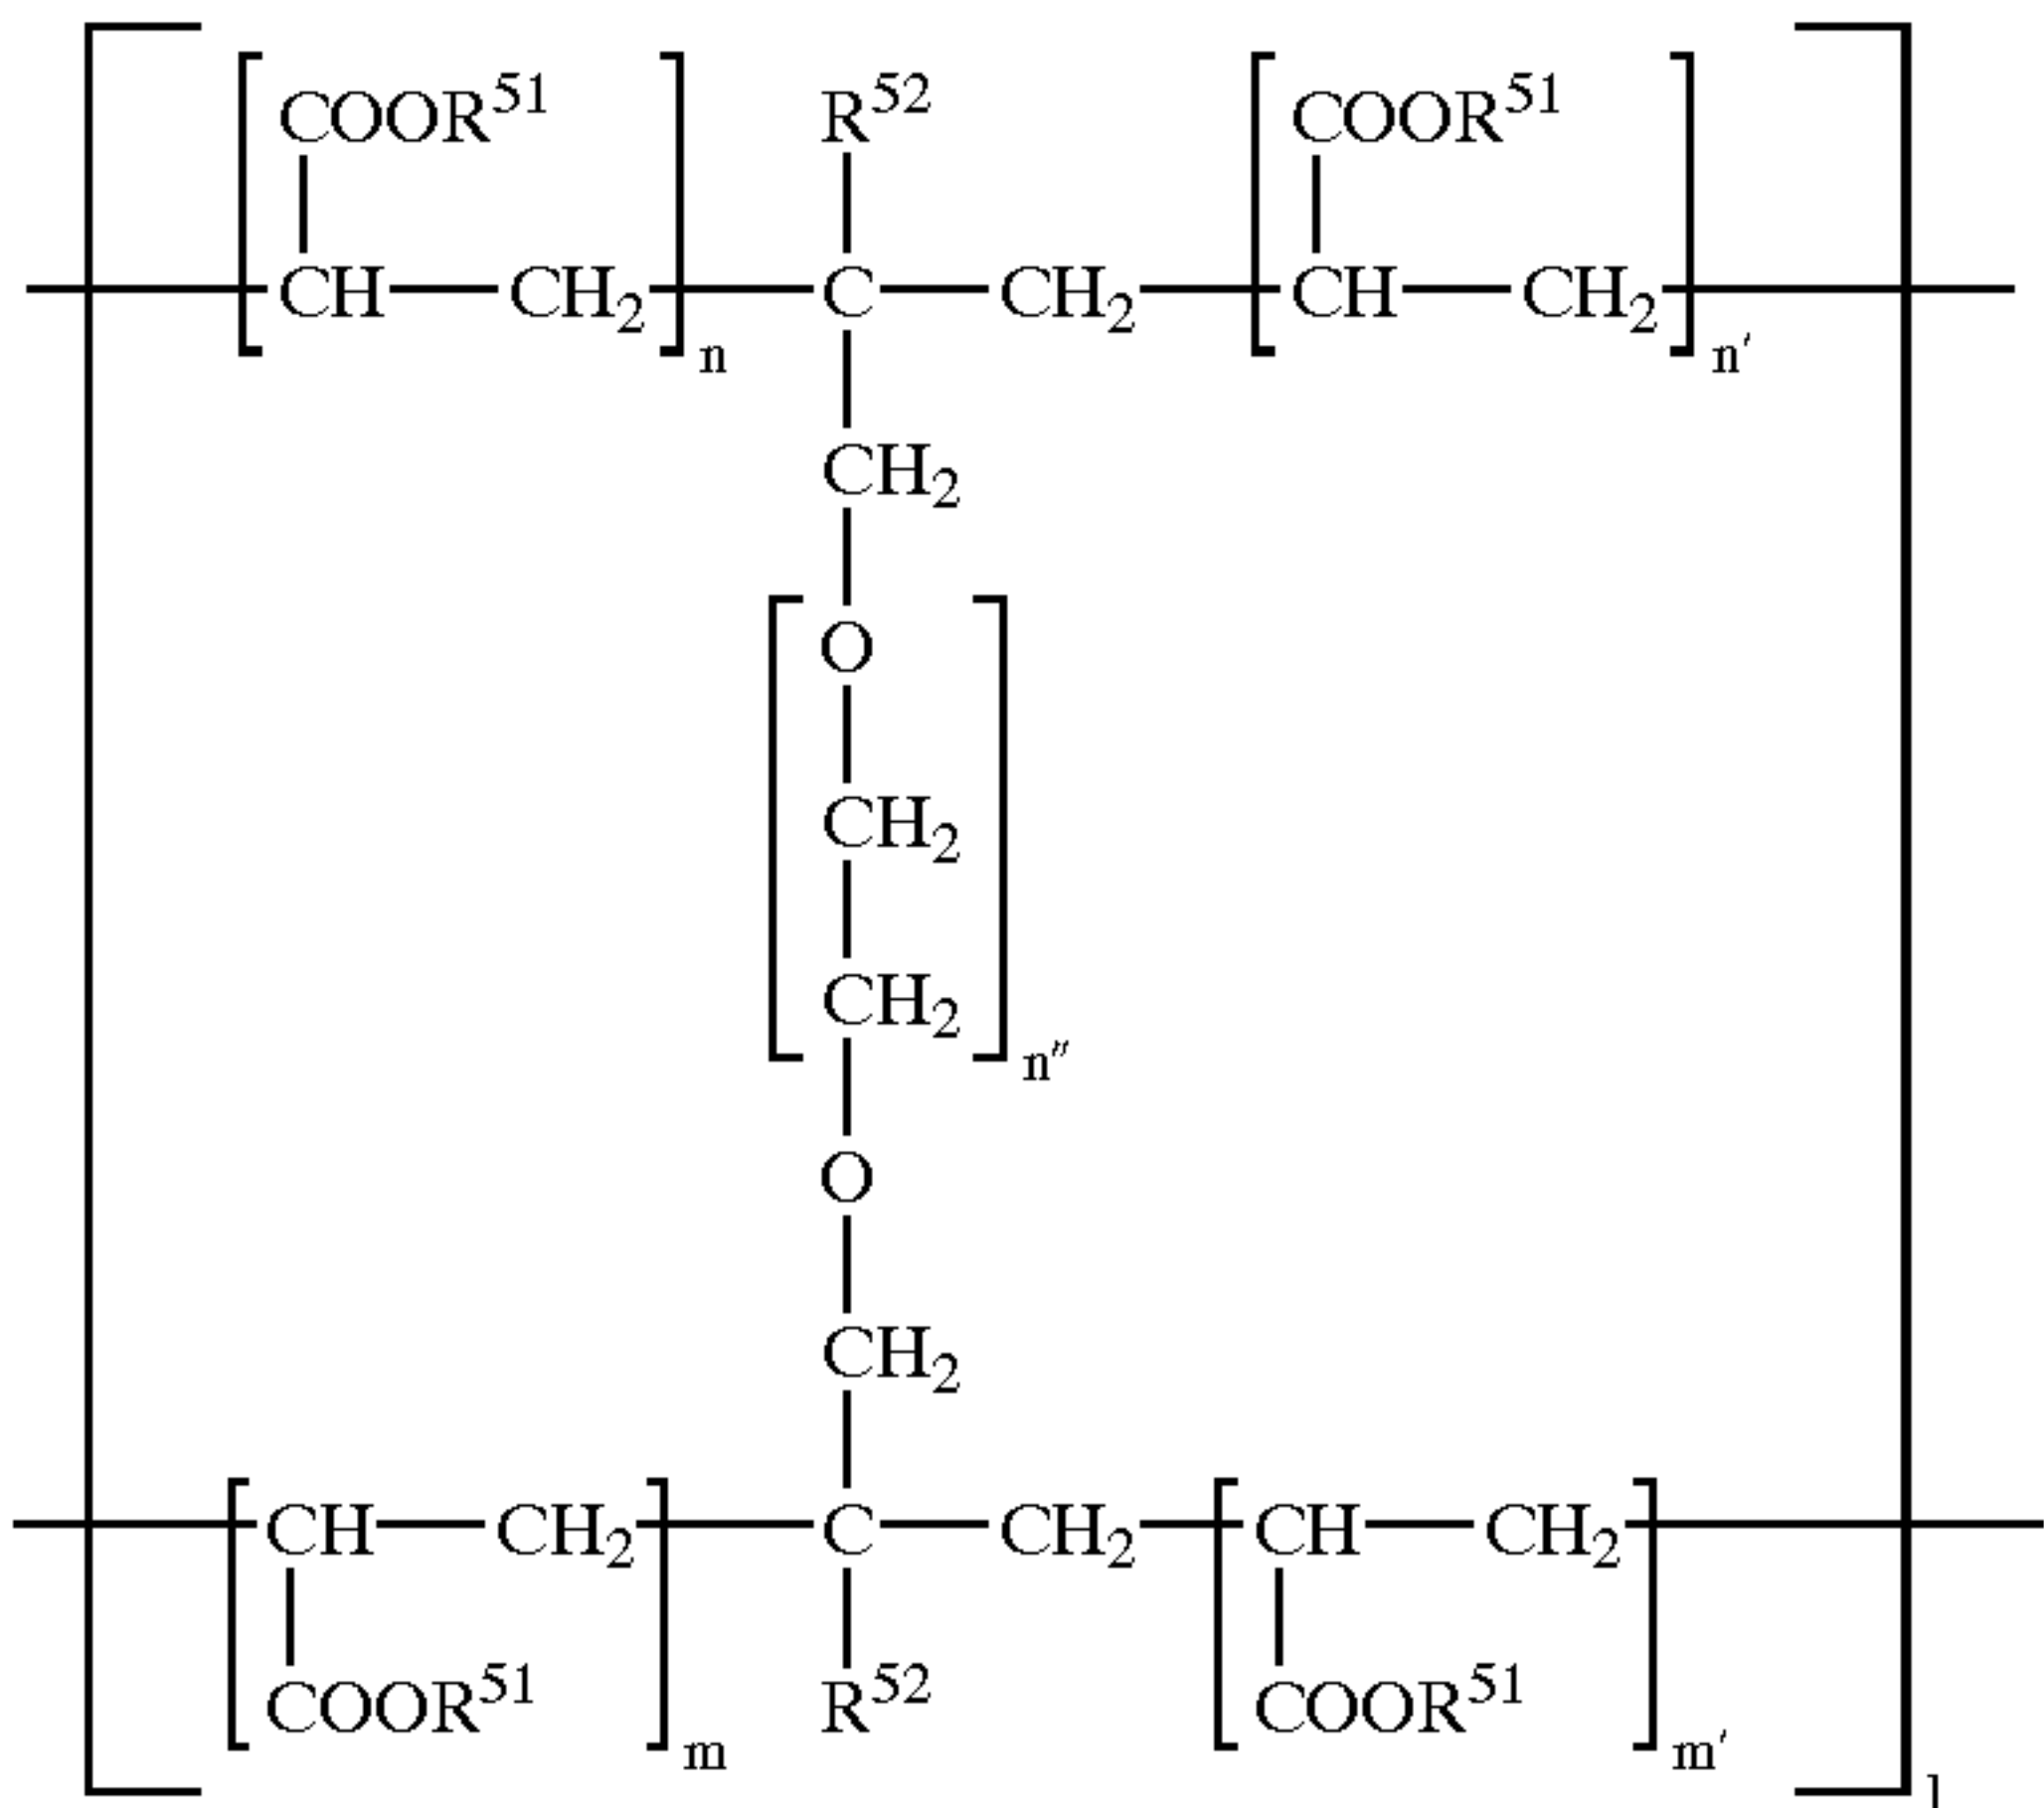 COOR⁵¹ R⁵² COOR⁵¹
CH CH₂ n C CH₂ CH CH₂ n′
CH₂
O
CH₂
CH₂
n″
O
CH₂
CH CH₂ C CH₂ CH CH₂
COOR⁵¹ m R⁵² COOR⁵¹ m′
l